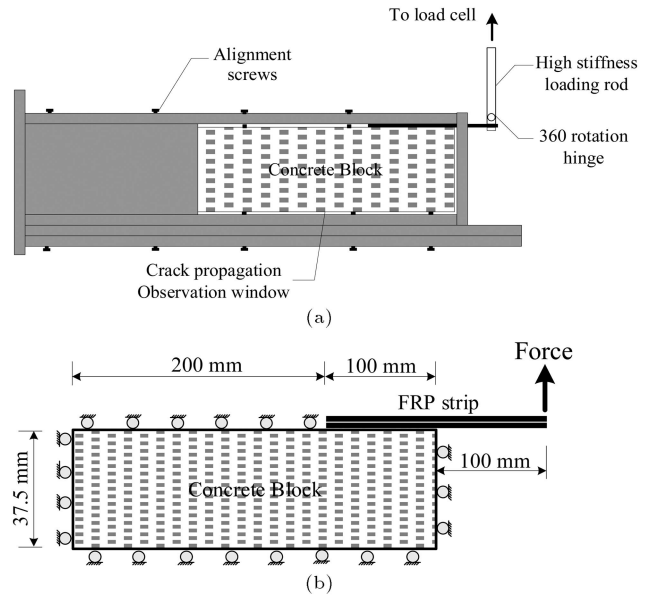 To load cell
Alignment
screws
High stiffness
loading rod
360 rotation
hinge
Concrete Block
Crack propagation
Observation window
(a)
Force
200 mm
100 mm
FRP strip
37.5 mm
Concrete Block
100 mm
(b)